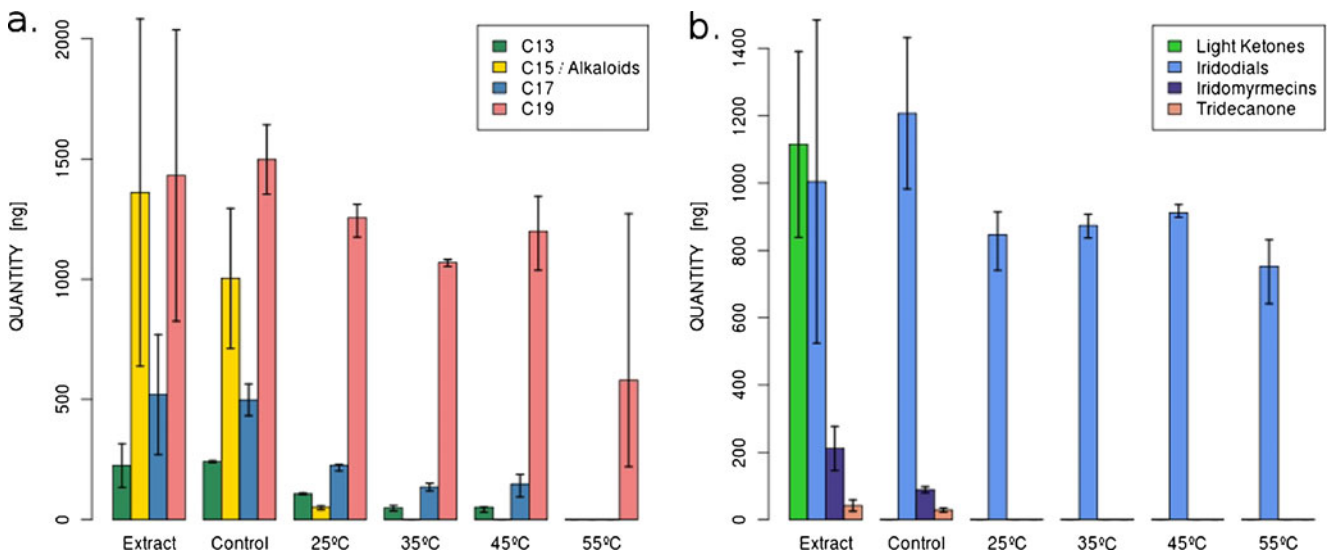 a.
QUANTITY [ng]
2000
1500
1000
500
0
C13
C15 / Alkaloids
C17
C19
Extract Control 25ºC 35ºC 45ºC 55ºC
b.
QUANTITY [ng]
1400
1200
1000
800
600
400
200
0
Light Ketones
Iridodials
Iridomyrmecins
Tridecanone
Extract Control 25ºC 35ºC 45ºC 55ºC